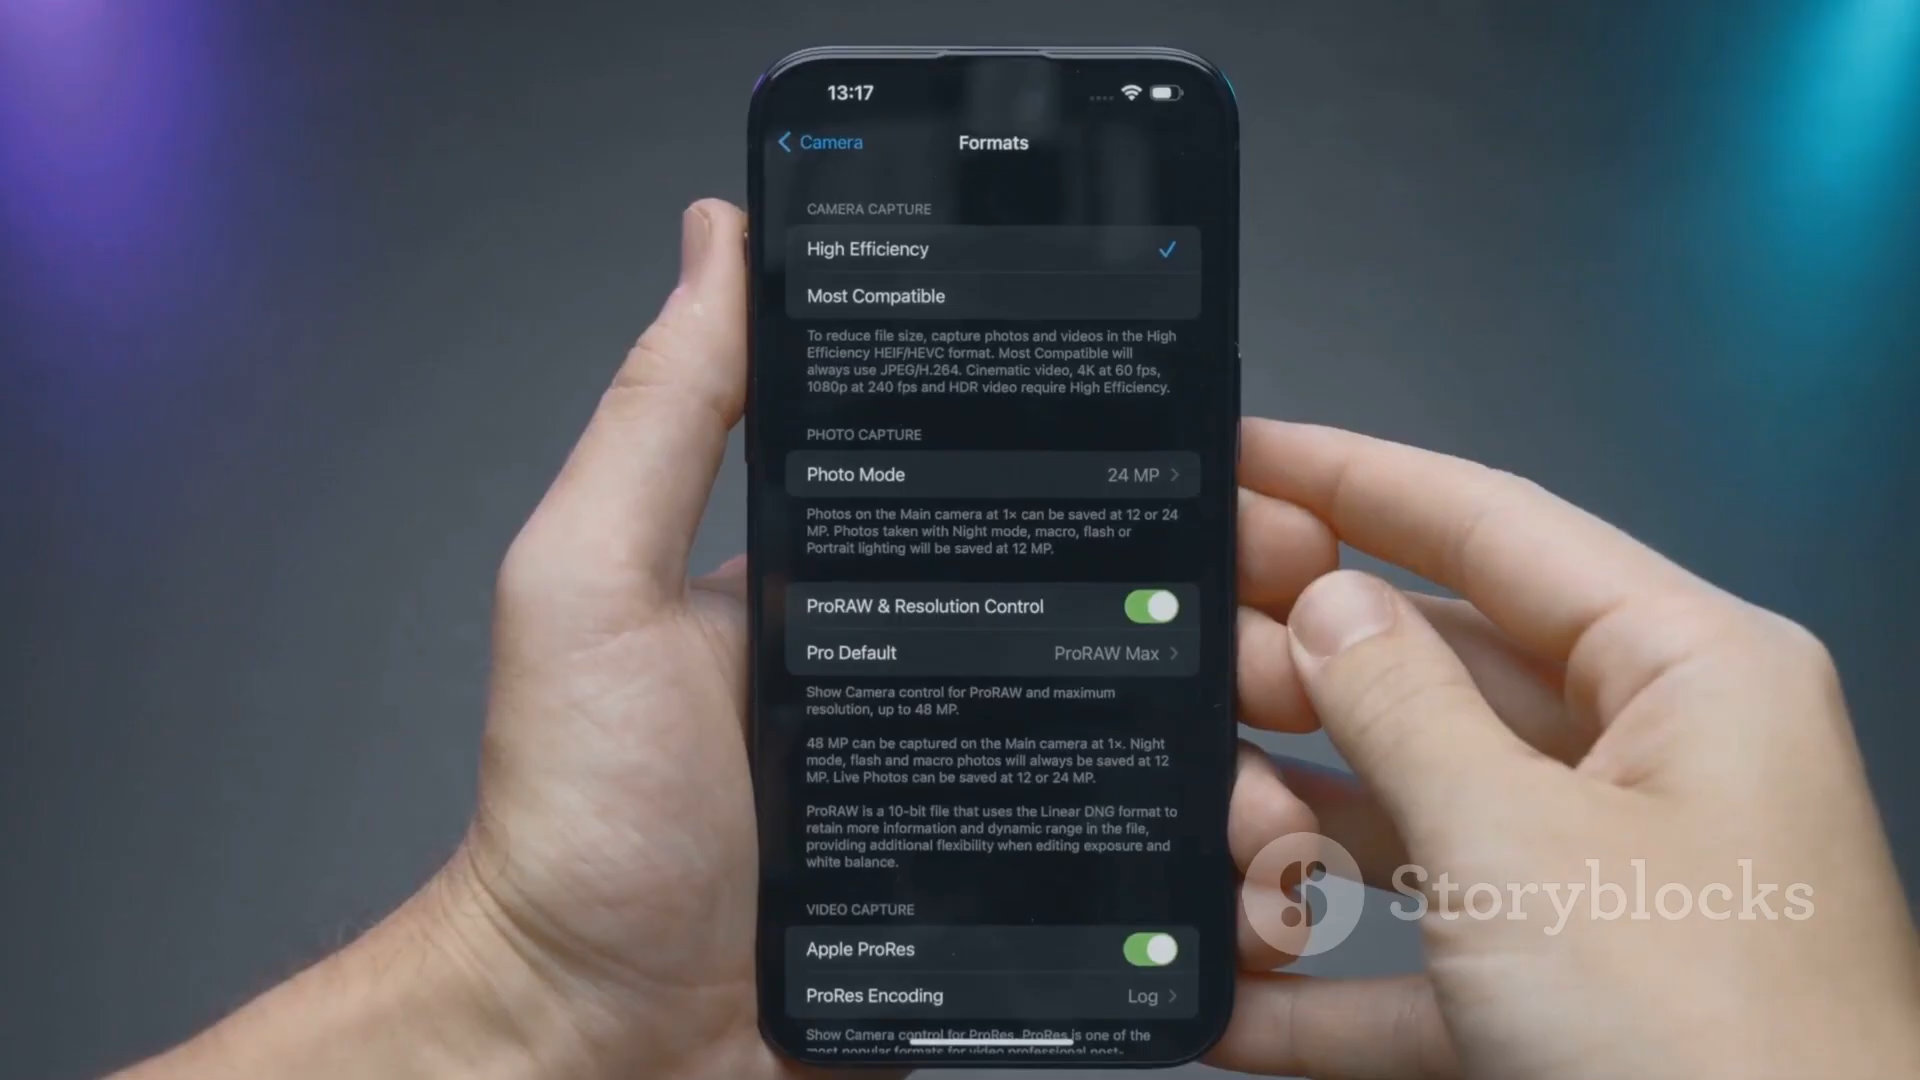 13:17
Camera
Formats
CAMERA CAPTURE
High Efficiency
Most Compatible
To reduce file size, capture photos and videos in the High
Efficiency HEIF/HEVC format. Most Compatible will
always use JPEG/H.264. Cinematic video, 4K at 60 fps,
1080p at 240 fps and HDR video require High Efficiency.
PHOTO CAPTURE
Photo Mode 24 MP
Photos on the Main camera at 1× can be saved at 12 or 24
MP. Photos taken with Night mode, macro, flash or
Portrait lighting will be saved at 12 MP.
ProRAW & Resolution Control
Pro Default ProRAW Max
Show Camera control for ProRAW and maximum
resolution, up to 48 MP.
48 MP can be captured on the Main camera at 1×. Night
mode, flash and macro photos will always be saved at 12
MP. Live Photos can be saved at 12 or 24 MP.
ProRAW is a 10-bit file that uses the Linear DNG format to
retain more information and dynamic range in the file,
providing additional flexibility when editing exposure and
white balance.
Storyblocks
VIDEO CAPTURE
Apple ProRes
ProRes Encoding Log
Show Camera control for ProRes. ProRes is one of the
most popular formats for video professional post-